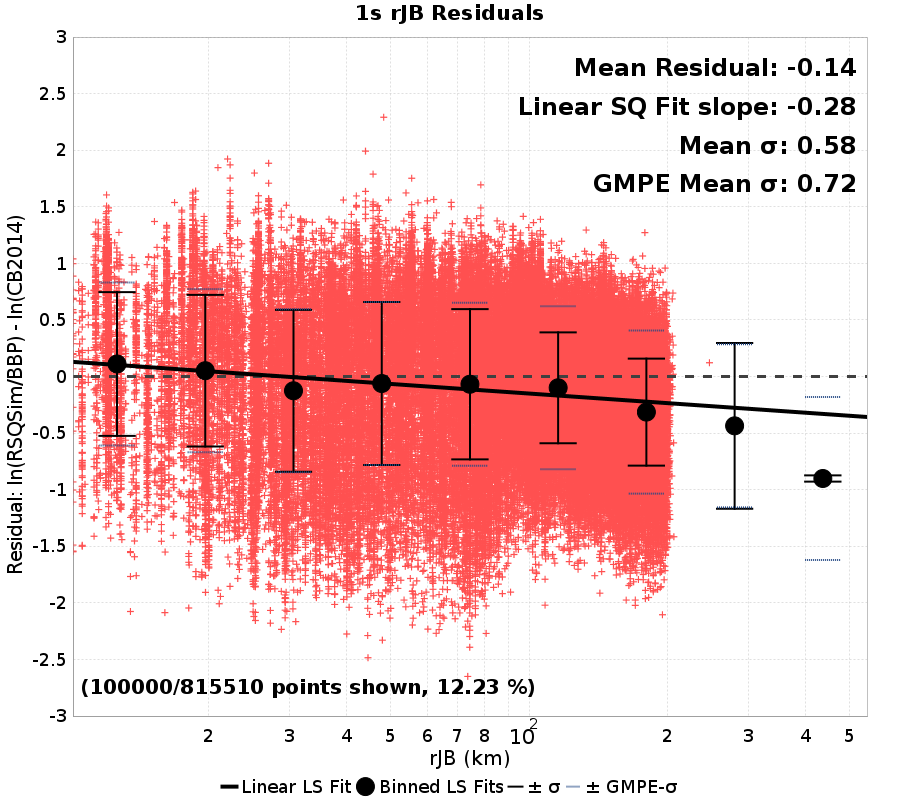 1s rJB Residuals
Mean Residual: -0.14
Linear SQ Fit slope: -0.28
Mean σ: 0.58
GMPE Mean σ: 0.72
Residual: ln(RSQSim/BBP) - ln(CB2014)
3
2.5
2
1.5
1
0.5
0
-0.5
-1
-1.5
-2
-2.5
-3
(100000/815510 points shown, 12.23 %)
2 3 4 5 6 7 8 10² 2 3 4 5
rJB (km)
Linear LS Fit Binned LS Fits ± σ ± GMPE-σ